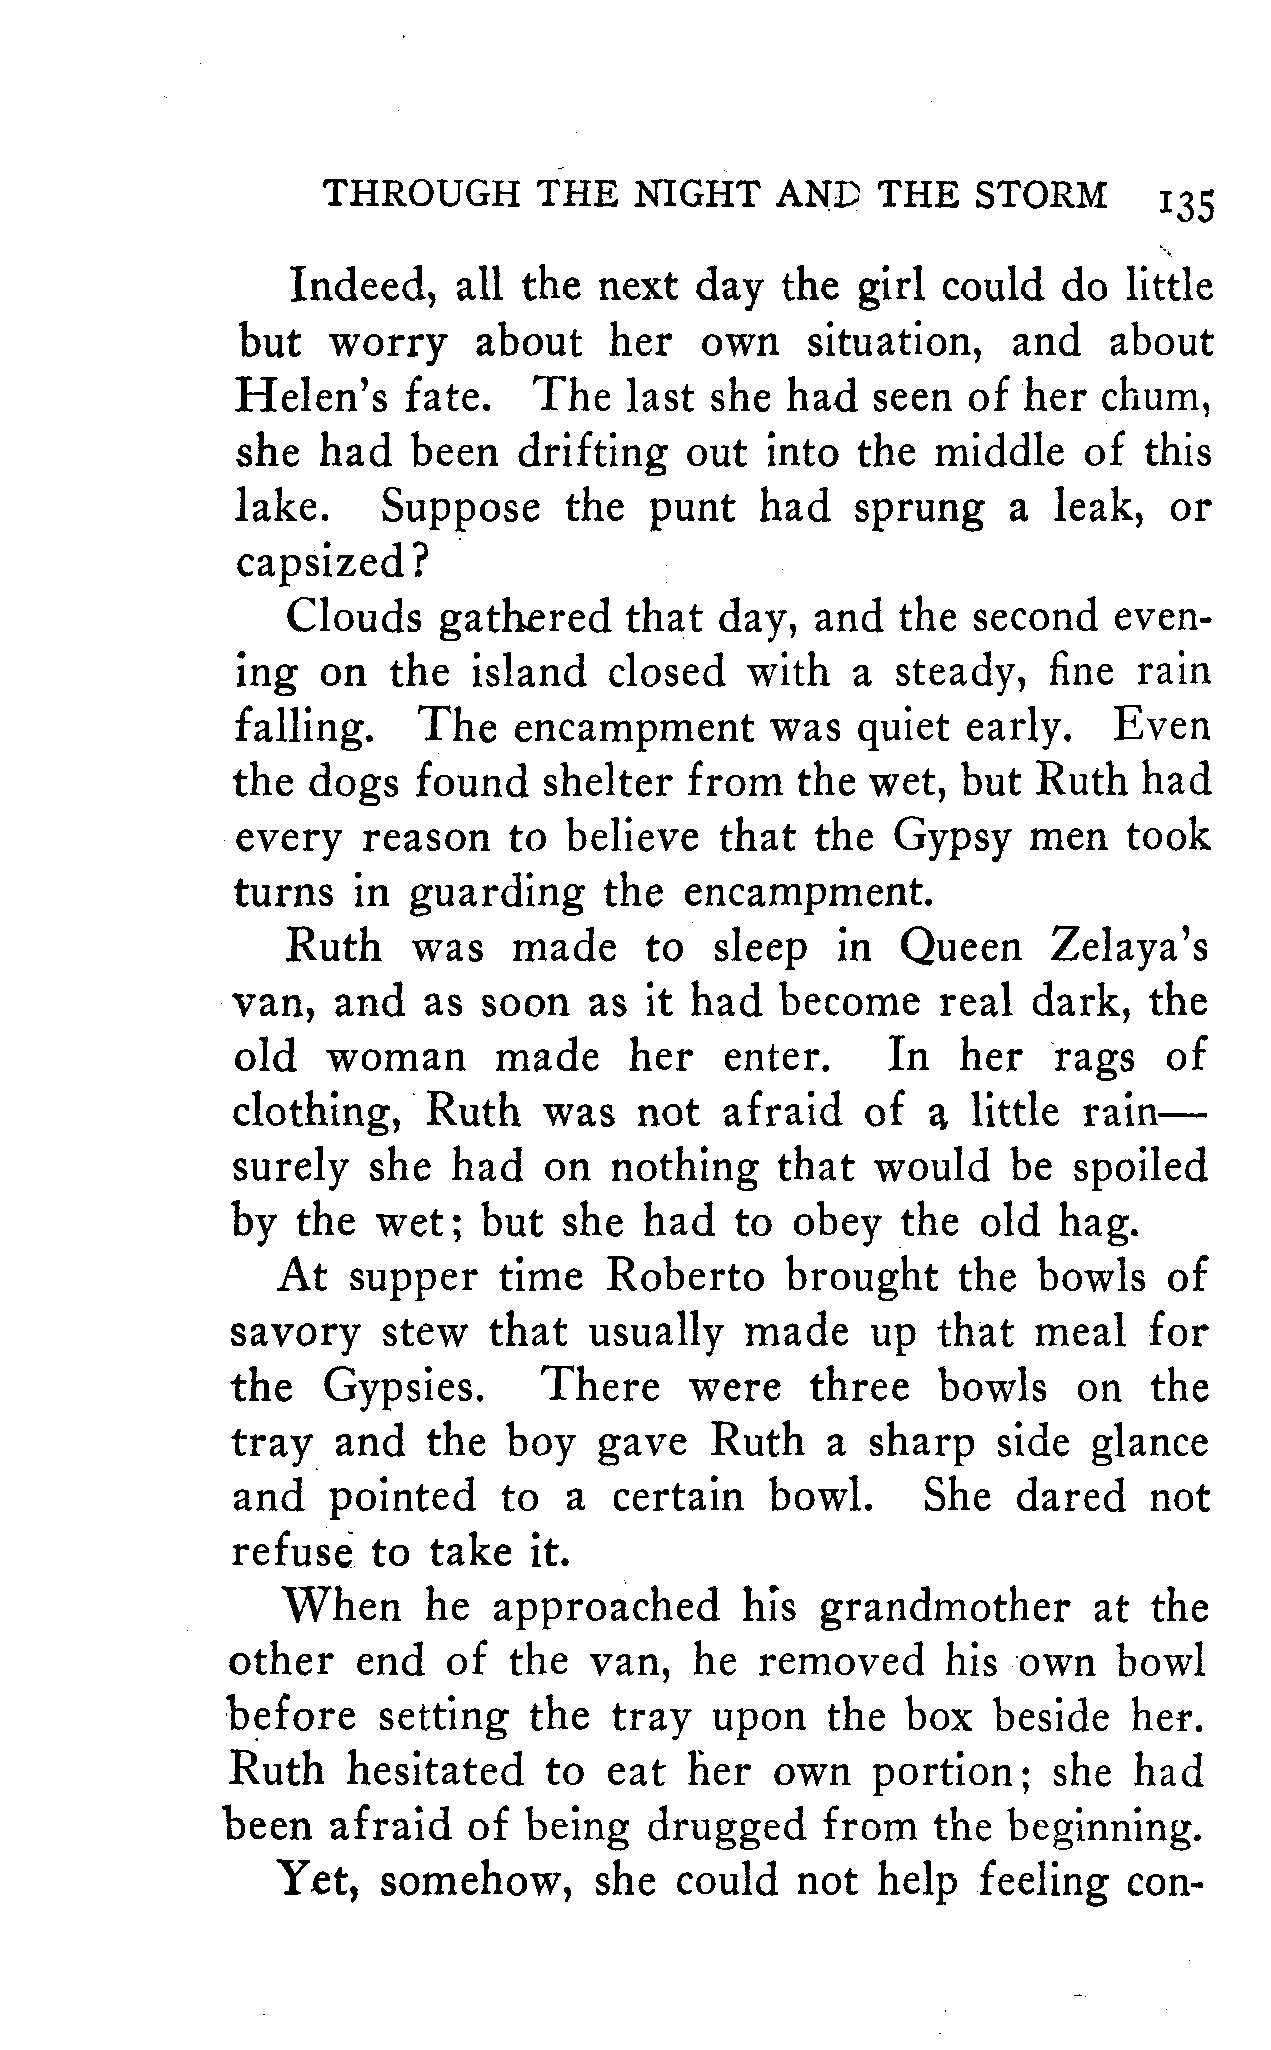 THROUGH THE NIGHT AND THE STORM 135
Indeed, all the next day the girl could do little
but worry about her own situation, and about
Helen's fate. The last she had seen of her chum,
she had been drifting out into the middle of this
lake. Suppose the punt had sprung a leak, or
capsized?
Clouds gathered that day, and the second even-
ing on the island closed with a steady, fine rain
falling. The encampment was quiet early. Even
the dogs found shelter from the wet, but Ruth had
every reason to believe that the Gypsy men took
turns in guarding the encampment.
Ruth was made to sleep in Queen Zelaya's
van, and as soon as it had become real dark, the
old woman made her enter. In her rags of
clothing, Ruth was not afraid of a little rain—
surely she had on nothing that would be spoiled
by the wet; but she had to obey the old hag.
At supper time Roberto brought the bowls of
savory stew that usually made up that meal for
the Gypsies. There were three bowls on the
tray and the boy gave Ruth a sharp side glance
and pointed to a certain bowl. She dared not
refuse to take it.
When he approached his grandmother at the
other end of the van, he removed his own bowl
before setting the tray upon the box beside her.
Ruth hesitated to eat her own portion; she had
been afraid of being drugged from the beginning.
Yet, somehow, she could not help feeling con-